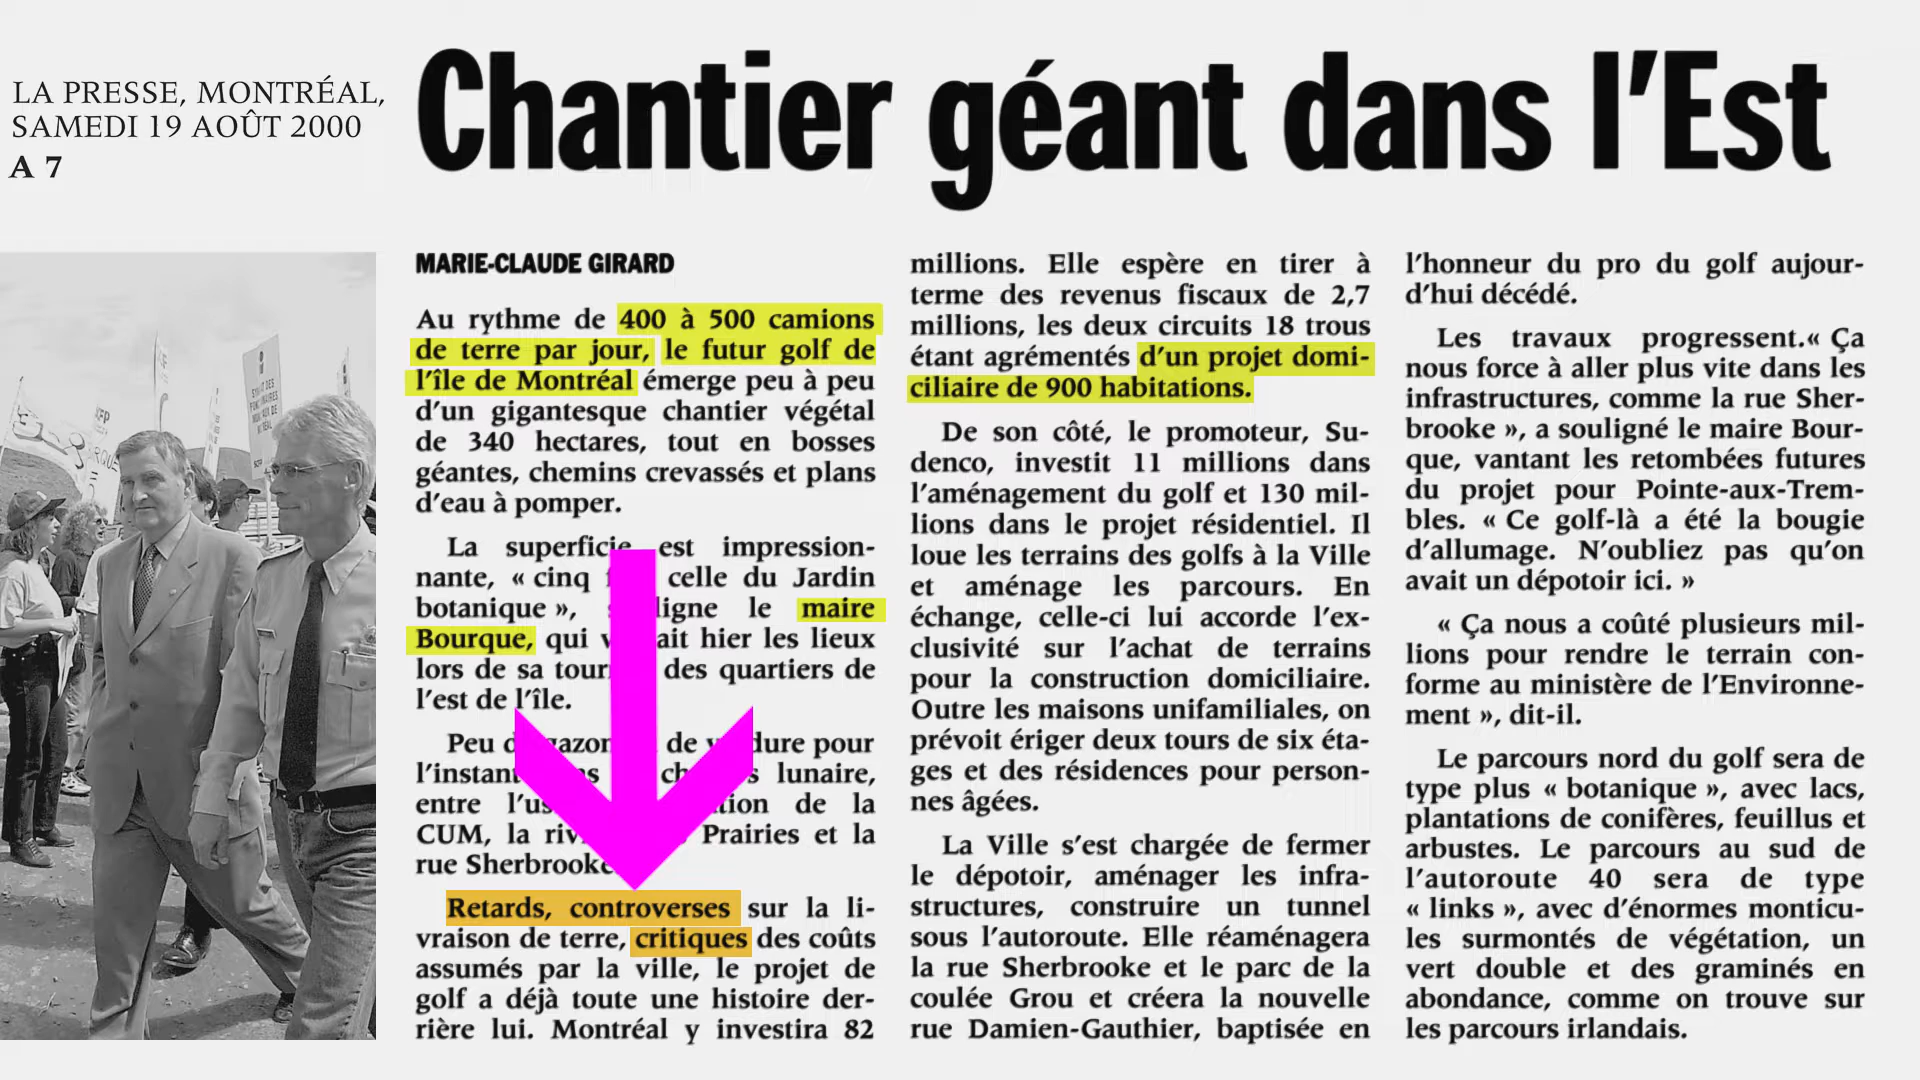 LA PRESSE, MONTRÉAL,
SAMEDI 19 AOÛT 2000
A 7
Chantier géant dans l'Est
MARIE-CLAUDE GIRARD
Au rythme de 400 à 500 camions
de terre par jour, le futur golf de
l'île de Montréal émerge peu à peu
d'un gigantesque chantier végétal
de 340 hectares, tout en bosses
géantes, chemins crevassés et plans
d'eau à pomper.
La superficie est impression-
nante, « cinq celle du Jardin
botanique », le maire
Bourque, qui hier les lieux
lors de sa des quartiers de
l'est de l'île.
Peu de pour
l'instant lunaire,
entre de la
CUM, la Prairies et la
rue Sherbrooke.
Retards, controverses sur la li-
vraison de terre, critiques des coûts
assumés par la ville, le projet de
golf a déjà toute une histoire der-
rière lui. Montréal y investira 82
millions. Elle espère en tirer à
terme des revenus fiscaux de 2,7
millions, les deux circuits 18 trous
étant agrémentés d'un projet domi-
ciliaire de 900 habitations.
De son côté, le promoteur, Su-
denco, investit 11 millions dans
l'aménagement du golf et 130 mil-
lions dans le projet résidentiel. Il
loue les terrains des golfs à la Ville
et aménage les parcours. En
échange, celle-ci lui accorde l'ex-
clusivité sur l'achat de terrains
pour la construction domiciliaire.
Outre les maisons unifamiliales, on
prévoit ériger deux tours de six éta-
ges et des résidences pour person-
nes âgées.
La Ville s'est chargée de fermer
le dépotoir, aménager les infra-
structures, construire un tunnel
sous l'autoroute. Elle réaménagera
la rue Sherbrooke et le parc de la
coulée Grou et créera la nouvelle
rue Damien-Gauthier, baptisée en
l'honneur du pro du golf aujour-
d'hui décédé.
Les travaux progressent.« Ça
nous force à aller plus vite dans les
infrastructures, comme la rue Sher-
brooke », a souligné le maire Bour-
que, vantant les retombées futures
du projet pour Pointe-aux-Trem-
bles. « Ce golf-là a été la bougie
d'allumage. N'oubliez pas qu'on
avait un dépotoir ici. »
« Ça nous a coûté plusieurs mil-
lions pour rendre le terrain con-
forme au ministère de l'Environne-
ment », dit-il.
Le parcours nord du golf sera de
type plus « botanique », avec lacs,
plantations de conifères, feuillus et
arbustes. Le parcours au sud de
l'autoroute 40 sera de type
« links », avec d'énormes monticu-
les surmontés de végétation, un
vert double et des graminés en
abondance, comme on trouve sur
les parcours irlandais.